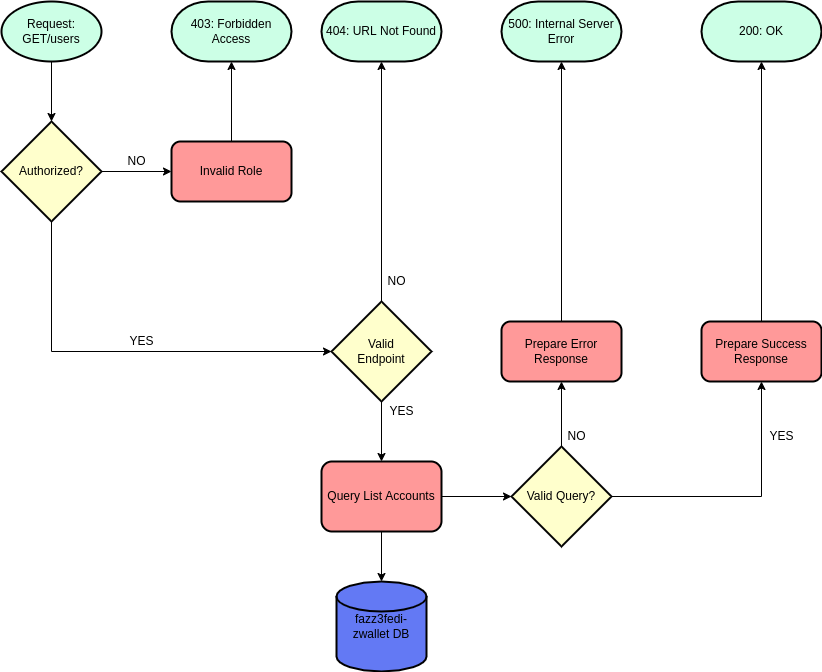 Request:
GET/users
403: Forbidden
Access
404: URL Not Found
500: Internal Server
Error
200: OK
Authorized?
NO
Invalid Role
NO
YES
Valid
Endpoint
Prepare Error
Response
Prepare Success
Response
YES
NO
YES
Query List Accounts
Valid Query?
fazz3fedi-
zwallet DB